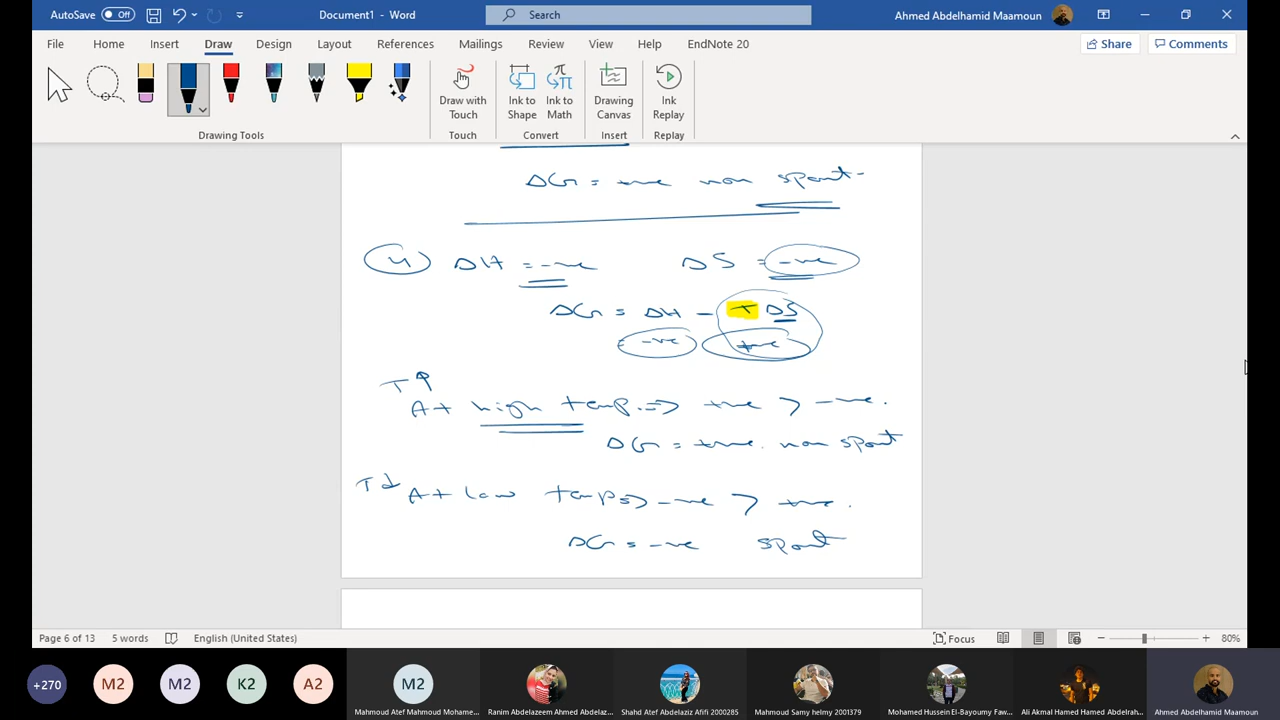 AutoSave Off Document1 - Word Search Ahmed Abdelhamid Maamoun
File Home Insert Draw Design Layout References Mailings Review View Help EndNote 20 Share Comments
Draw with Touch Ink to Shape Ink to Math Drawing Canvas Ink Replay
Drawing Tools Touch Convert Insert Replay
ΔG = +ve non spont.
4 ΔH = -ve ΔS = -ve
ΔG = ΔH - T ΔS
= -ve +ve
T↑
At high temp. => +ve > -ve.
ΔG = +ve. non spont
T↓ At low temp => -ve > +ve.
ΔG = -ve spont
Page 6 of 13 5 words English (United States) Focus 80%
+270 M2 M2 K2 A2 M2
Mahmoud Atef Mahmoud Mohame... Ranim Abdelazeem Ahmed Abdelaz... Shahd Atef Abdelaziz Afifi 2000285 Mahmoud Samy helmy 2001379 Mohamed Hussein El-Bayoumy Faw... Ali Akmal Hamed Hamed Abdelrah... Ahmed Abdelhamid Maamoun